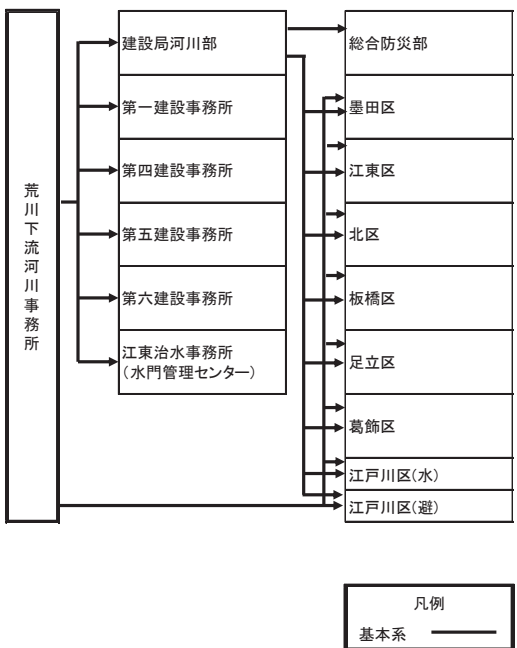 荒川下流河川事務所
建設局河川部
第一建設事務所
第四建設事務所
第五建設事務所
第六建設事務所
江東治水事務所
（水門管理センター）
総合防災部
墨田区
江東区
北区
板橋区
足立区
葛飾区
江戸川区(水)
江戸川区(避)
凡例
基本系